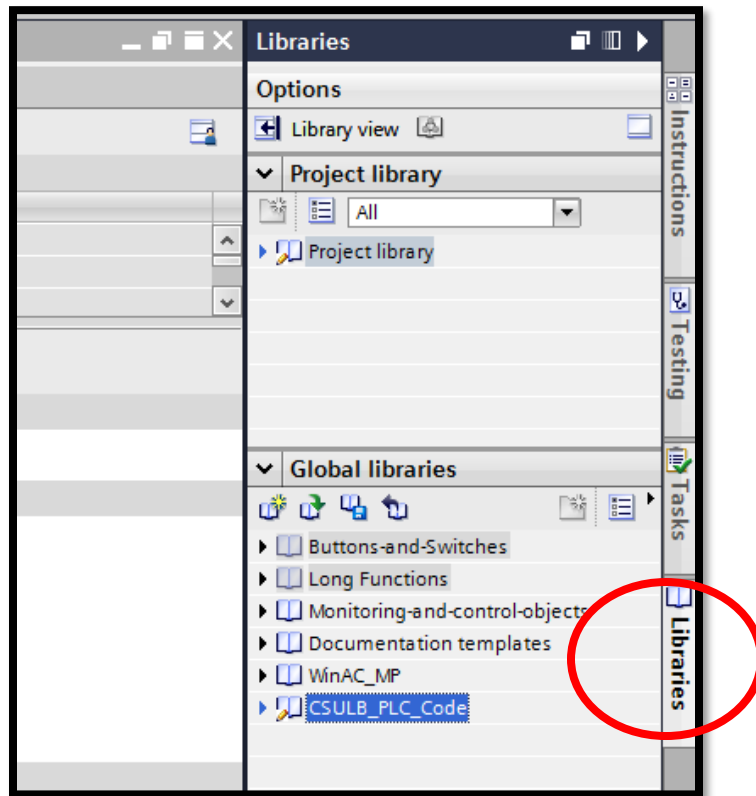 Libraries
Options
Library view
Project library
All
Project library
Global libraries
Buttons-and-Switches
Long Functions
Monitoring-and-control-objects
Documentation templates
WinAC_MP
CSULB_PLC_Code
Instructions
Testing
Tasks
Libraries